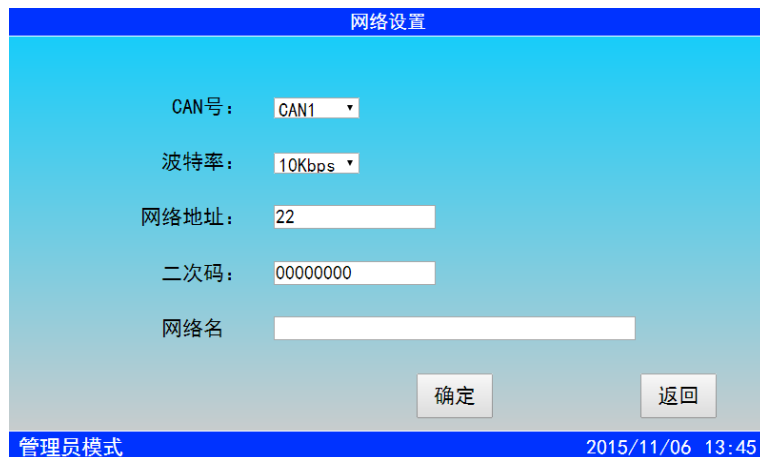 网络设置
CAN号： CAN1
波特率： 10Kbps
网络地址： 22
二次码： 00000000
网络名
确定 返回
管理员模式 2015/11/06 13:45